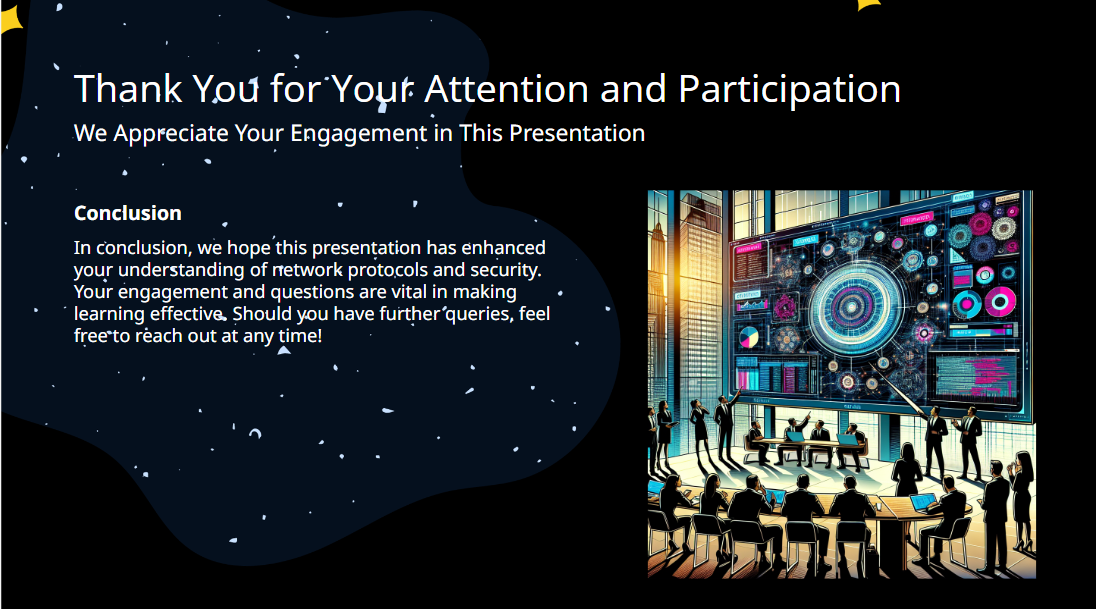 Thank You for Your Attention and Participation
We Appreciate Your Engagement in This Presentation
Conclusion
In conclusion, we hope this presentation has enhanced
your understanding of network protocols and security.
Your engagement and questions are vital in making
learning effective. Should you have further queries, feel
free to reach out at any time!